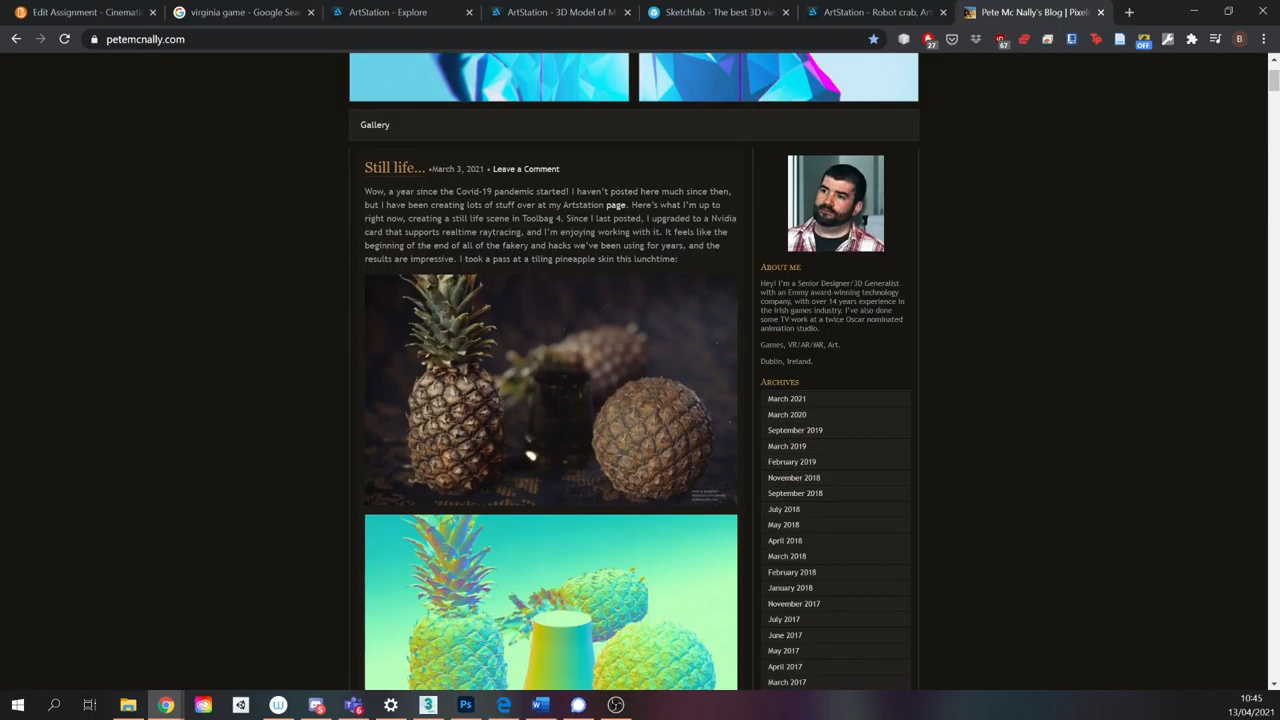 Edit Assignment - Cinematic
virginia game - Google Sea
ArtStation - Explore
ArtStation - 3D Model of M
Sketchfab - The best 3D vie
ArtStation - Robot crab, Art
Pete Mc Nally's Blog | Pixels
petemcnally.com
27
67
OFF
B
Gallery
Still life... •March 3, 2021 • Leave a Comment
Wow, a year since the Covid-19 pandemic started! I haven't posted here much since then,
but I have been creating lots of stuff over at my Artstation page. Here's what I'm up to
right now, creating a still life scene in Toolbag 4. Since I last posted, I upgraded to a Nvidia
card that supports realtime raytracing, and I'm enjoying working with it. It feels like the
beginning of the end of all of the fakery and hacks we've been using for years, and the
results are impressive. I took a pass at a tiling pineapple skin this lunchtime:
About me
Hey! I'm a Senior Designer/3D Generalist
with an Emmy award-winning technology
company, with over 14 years experience in
the Irish games industry. I've also done
some TV work at a twice Oscar nominated
animation studio.
Games, VR/AR/MR, Art.
Dublin, Ireland.
Archives
March 2021
March 2020
September 2019
March 2019
February 2019
November 2018
September 2018
July 2018
May 2018
April 2018
March 2018
February 2018
January 2018
November 2017
July 2017
June 2017
May 2017
April 2017
March 2017
10:45
13/04/2021